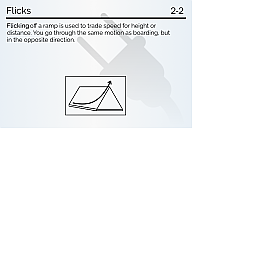 Flicks 2-2
Flicking off a ramp is used to trade speed for height or
distance. You go through the same motion as boarding, but
in the opposite direction.